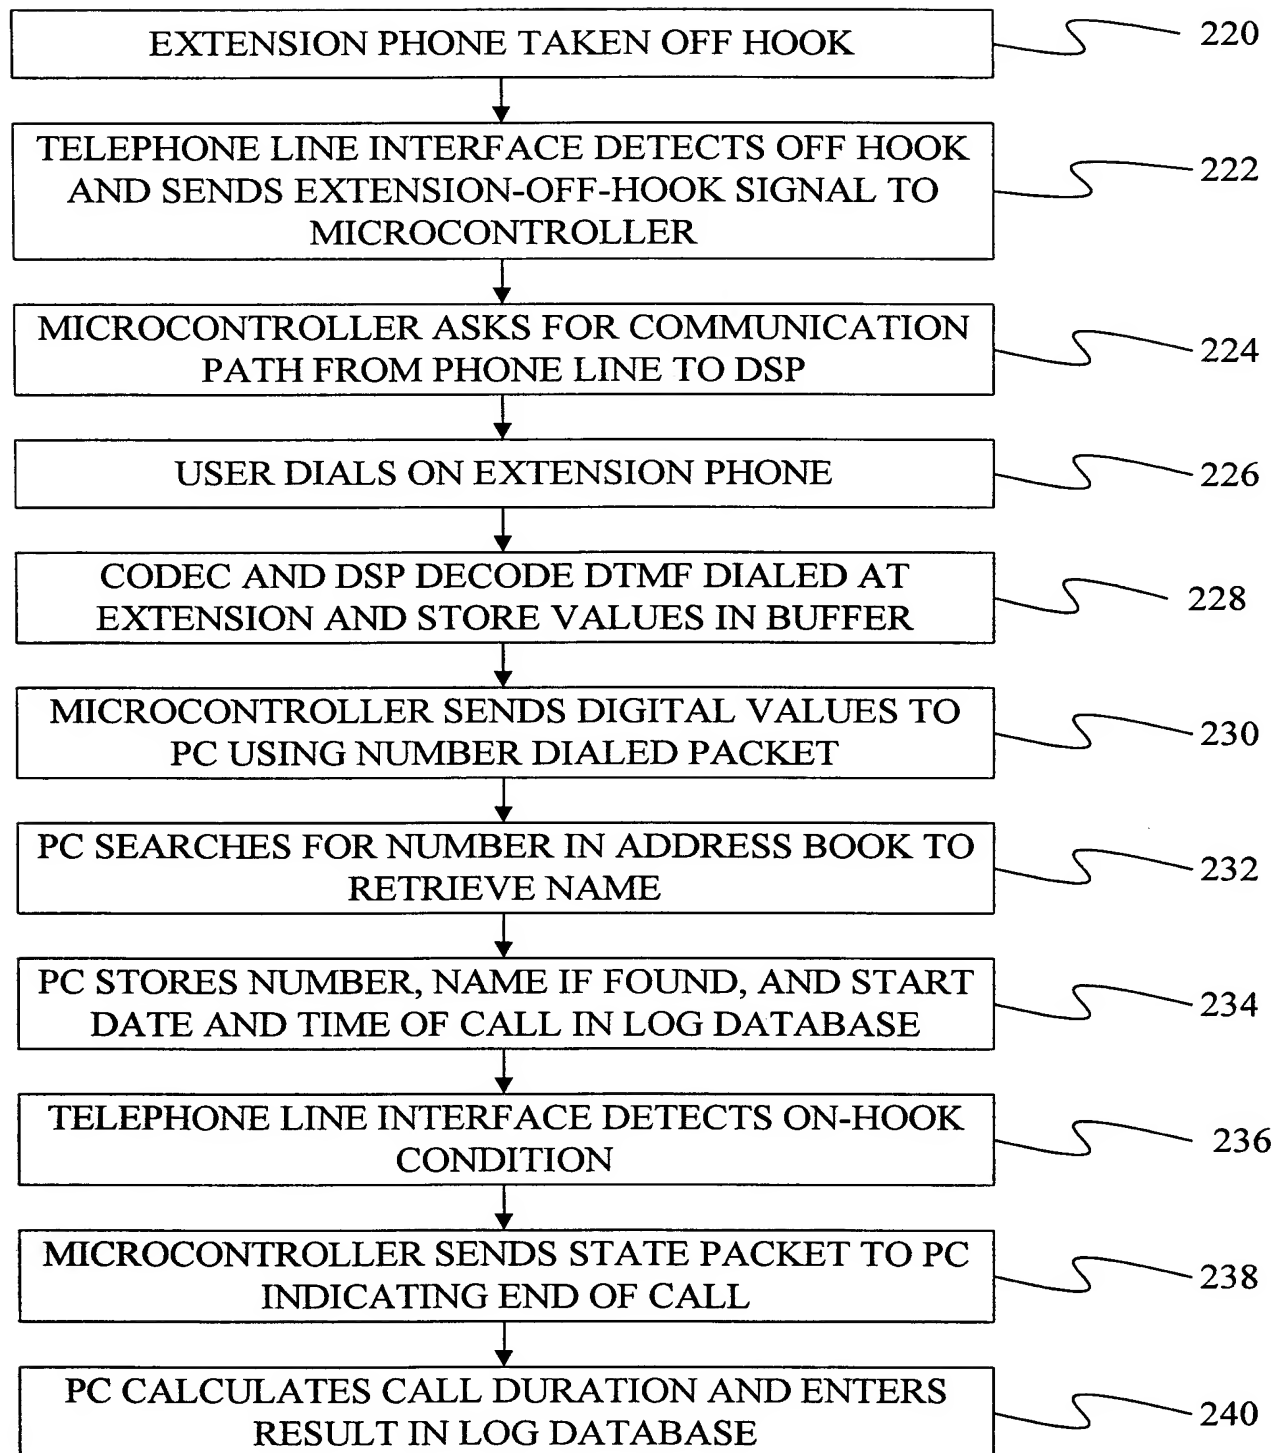 EXTENSION PHONE TAKEN OFF HOOK
220
TELEPHONE LINE INTERFACE DETECTS OFF HOOK
AND SENDS EXTENSION-OFF-HOOK SIGNAL TO
MICROCONTROLLER
222
MICROCONTROLLER ASKS FOR COMMUNICATION
PATH FROM PHONE LINE TO DSP
224
USER DIALS ON EXTENSION PHONE
226
CODEC AND DSP DECODE DTMF DIALED AT
EXTENSION AND STORE VALUES IN BUFFER
228
MICROCONTROLLER SENDS DIGITAL VALUES TO
PC USING NUMBER DIALED PACKET
230
PC SEARCHES FOR NUMBER IN ADDRESS BOOK TO
RETRIEVE NAME
232
PC STORES NUMBER, NAME IF FOUND, AND START
DATE AND TIME OF CALL IN LOG DATABASE
234
TELEPHONE LINE INTERFACE DETECTS ON-HOOK
CONDITION
236
MICROCONTROLLER SENDS STATE PACKET TO PC
INDICATING END OF CALL
238
PC CALCULATES CALL DURATION AND ENTERS
RESULT IN LOG DATABASE
240